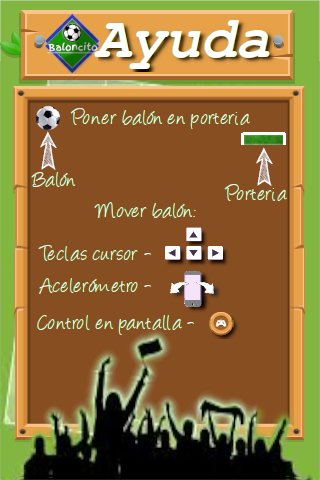 Baloncito
Ayuda
Poner balón en porteria
Balón
Porteria
Mover balón:
Teclas cursor -
Acelerómetro -
Control en pantalla -